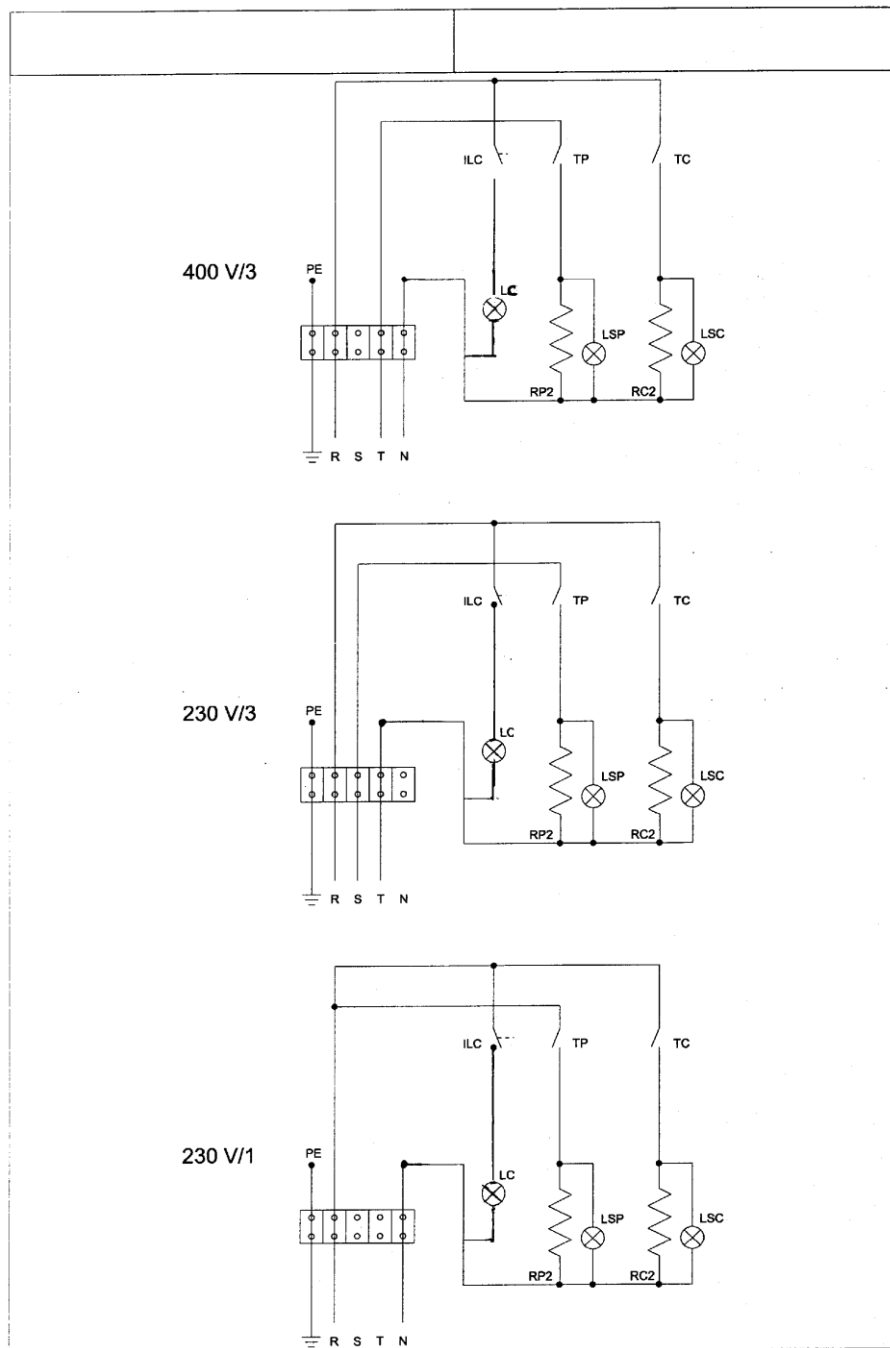 ILC TP TC
400 V/3 PE
LC
LSP LSC
RP2 RC2
R S T N
ILC TP TC
230 V/3 PE
LC
LSP LSC
RP2 RC2
R S T N
ILC TP TC
230 V/1 PE
LC
LSP LSC
RP2 RC2
R S T N